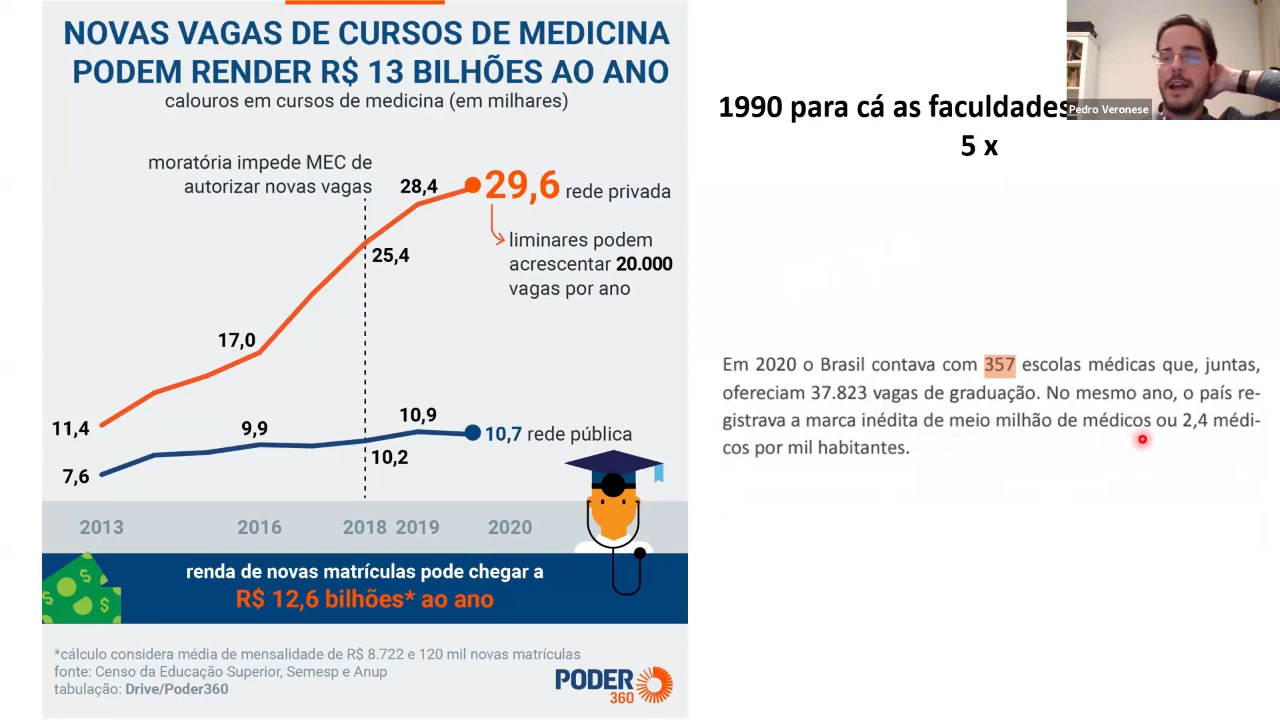 NOVAS VAGAS DE CURSOS DE MEDICINA
PODEM RENDER R$ 13 BILHÕES AO ANO
calouros em cursos de medicina (em milhares)
moratória impede MEC de
autorizar novas vagas
28,4
29,6 rede privada
25,4
liminares podem
acrescentar 20.000
vagas por ano
17,0
11,4
9,9
10,9
10,7 rede pública
10,2
7,6
2013 2016 2018 2019 2020
renda de novas matrículas pode chegar a
R$ 12,6 bilhões* ao ano
*cálculo considera média de mensalidade de R$ 8.722 e 120 mil novas matrículas
fonte: Censo da Educação Superior, Semesp e Anup
tabulação: Drive/Poder360
PODER
360
1990 para cá as faculdades
5 x
Pedro Veronese
Em 2020 o Brasil contava com 357 escolas médicas que, juntas,
ofereciam 37.823 vagas de graduação. No mesmo ano, o país re-
gistrava a marca inédita de meio milhão de médicos ou 2,4 médi-
cos por mil habitantes.